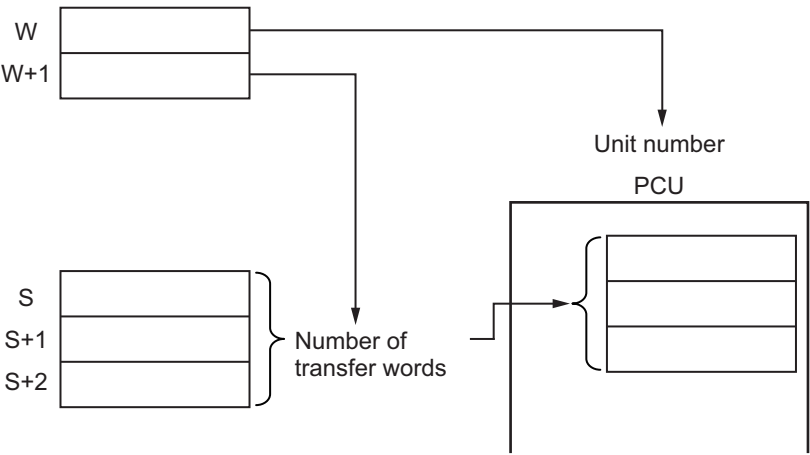 W
W+1
Unit number
PCU
S
S+1
S+2
Number of
transfer words